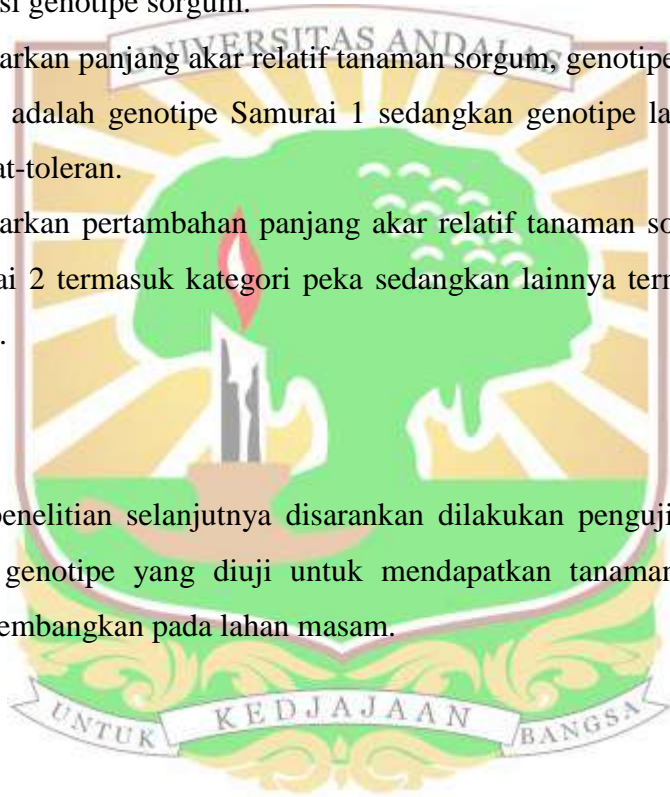 si genotipe sorgum.
UNIVERSITAS ANDALAS
arkan panjang akar relatif tanaman sorgum, genotipe
adalah genotipe Samurai 1 sedangkan genotipe la
at-toleran.
arkan pertambahan panjang akar relatif tanaman so
ai 2 termasuk kategori peka sedangkan lainnya tern
.
penelitian selanjutnya disarankan dilakukan penguji
genotipe yang diuji untuk mendapatkan tanaman
embangkan pada lahan masam.
UNTUK KEDJAJAAN BANGSA